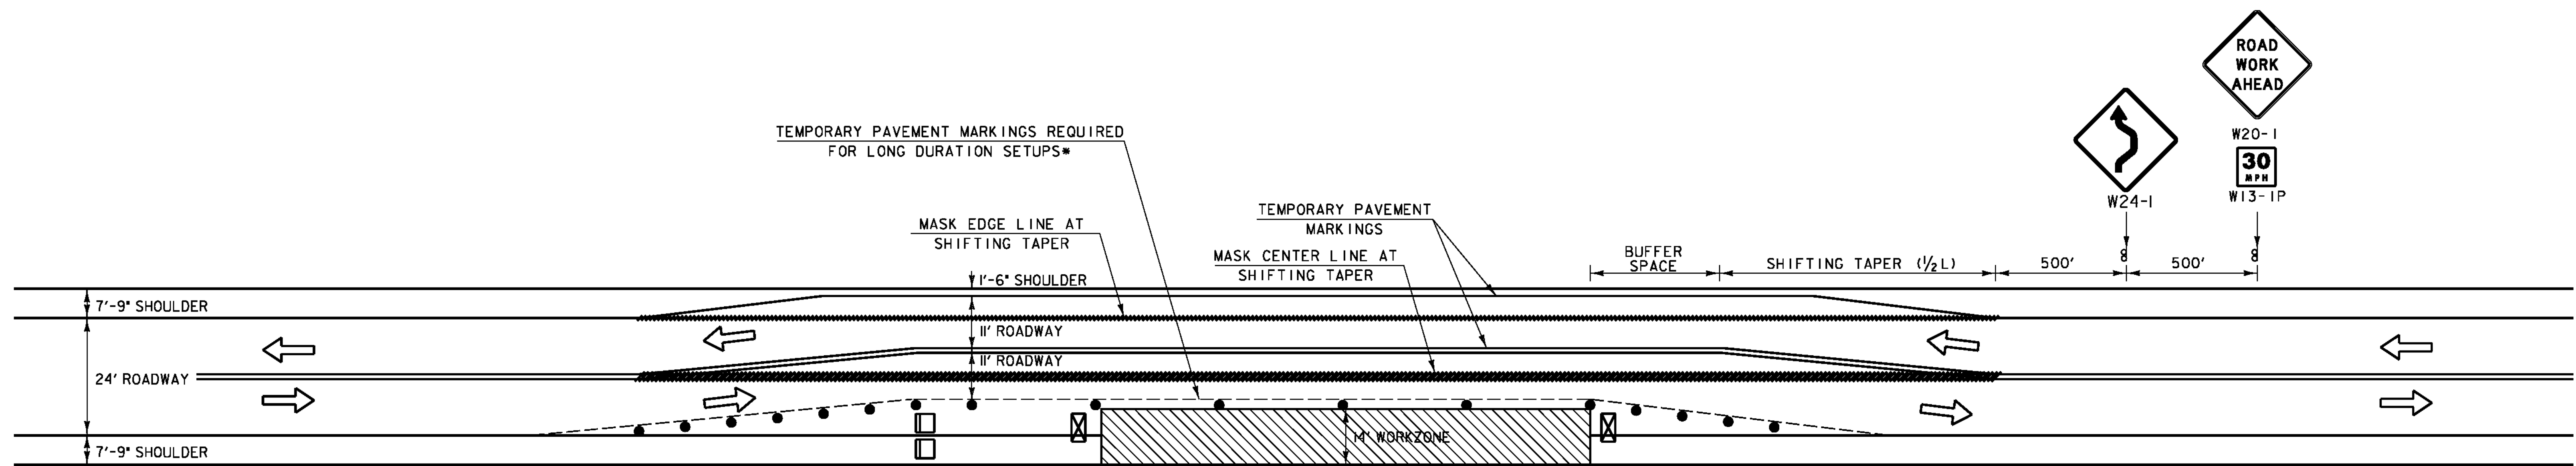 ROAD
WORK
AHEAD
W20-1
30
MPH
W13-1P
W24-1
TEMPORARY PAVEMENT MARKINGS REQUIRED
FOR LONG DURATION SETUPS*
MASK EDGE LINE AT
SHIFTING TAPER
TEMPORARY PAVEMENT
MARKINGS
MASK CENTER LINE AT
SHIFTING TAPER
BUFFER
SPACE
SHIFTING TAPER (½L)
500'
500'
7'-9" SHOULDER
1'-6" SHOULDER
11' ROADWAY
11' ROADWAY
24' ROADWAY
14' WORKZONE
7'-9" SHOULDER